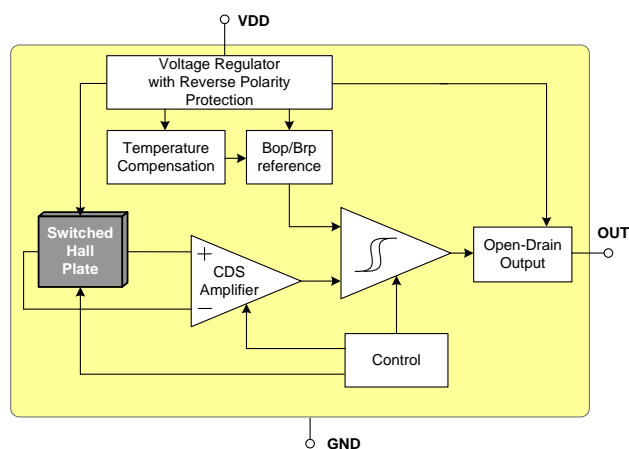 VDD
Voltage Regulator
with Reverse Polarity
Protection
Temperature
Compensation
Bop/Brp
reference
Switched
Hall
Plate
+
CDS
Amplifier
−
Open-Drain
Output
OUT
Control
GND